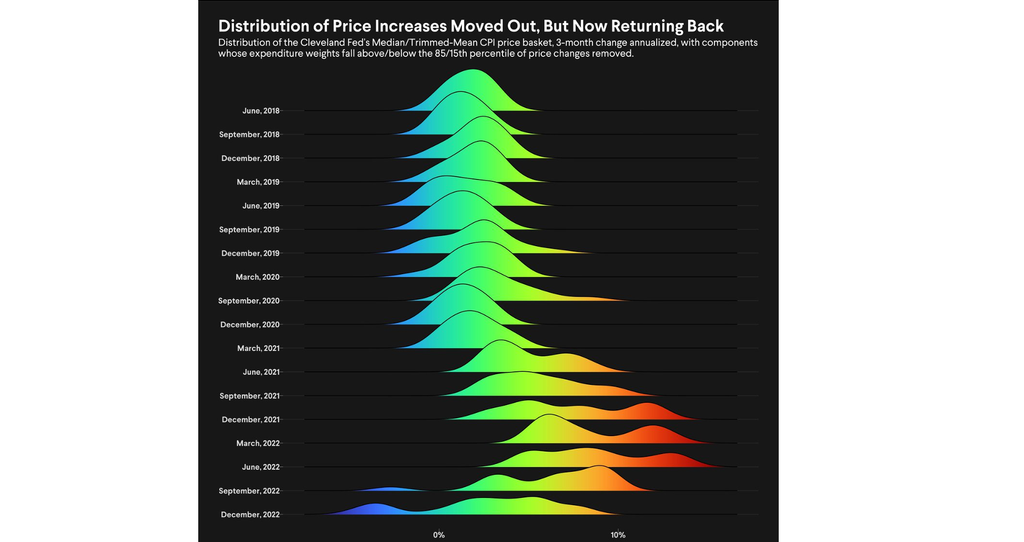 Distribution of Price Increases Moved Out, But Now Returning Back
Distribution of the Cleveland Fed's Median/Trimmed-Mean CPI price basket, 3-month change annualized, with components
whose expenditure weights fall above/below the 85/15th percentile of price changes removed.
June, 2018
September, 2018
December, 2018
March, 2019
June, 2019
September, 2019
December, 2019
March, 2020
September, 2020
December, 2020
March, 2021
June, 2021
September, 2021
December, 2021
March, 2022
June, 2022
September, 2022
December, 2022
0% 10%